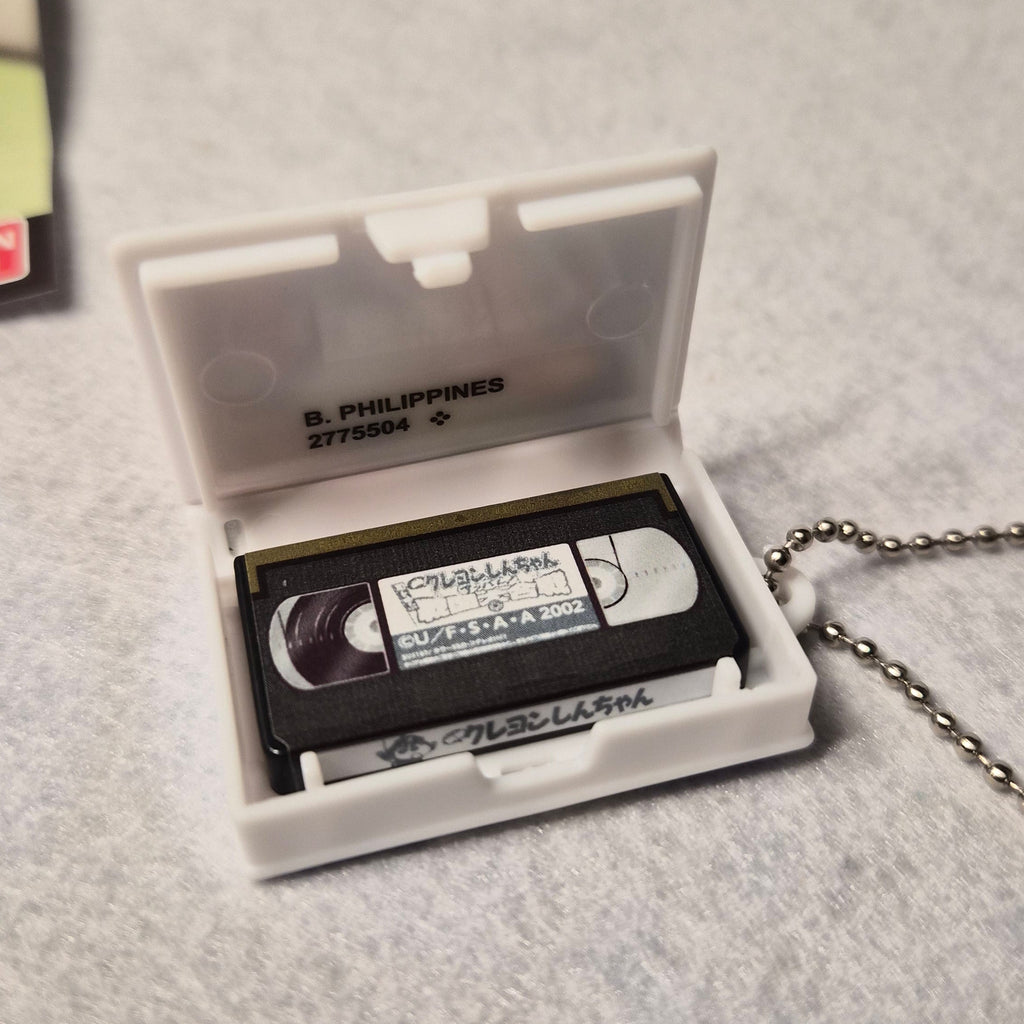 B. PHILIPPINES
2775504
クレヨンしんちゃん
©U/F・S・A・A 2002
クレヨンしんちゃん